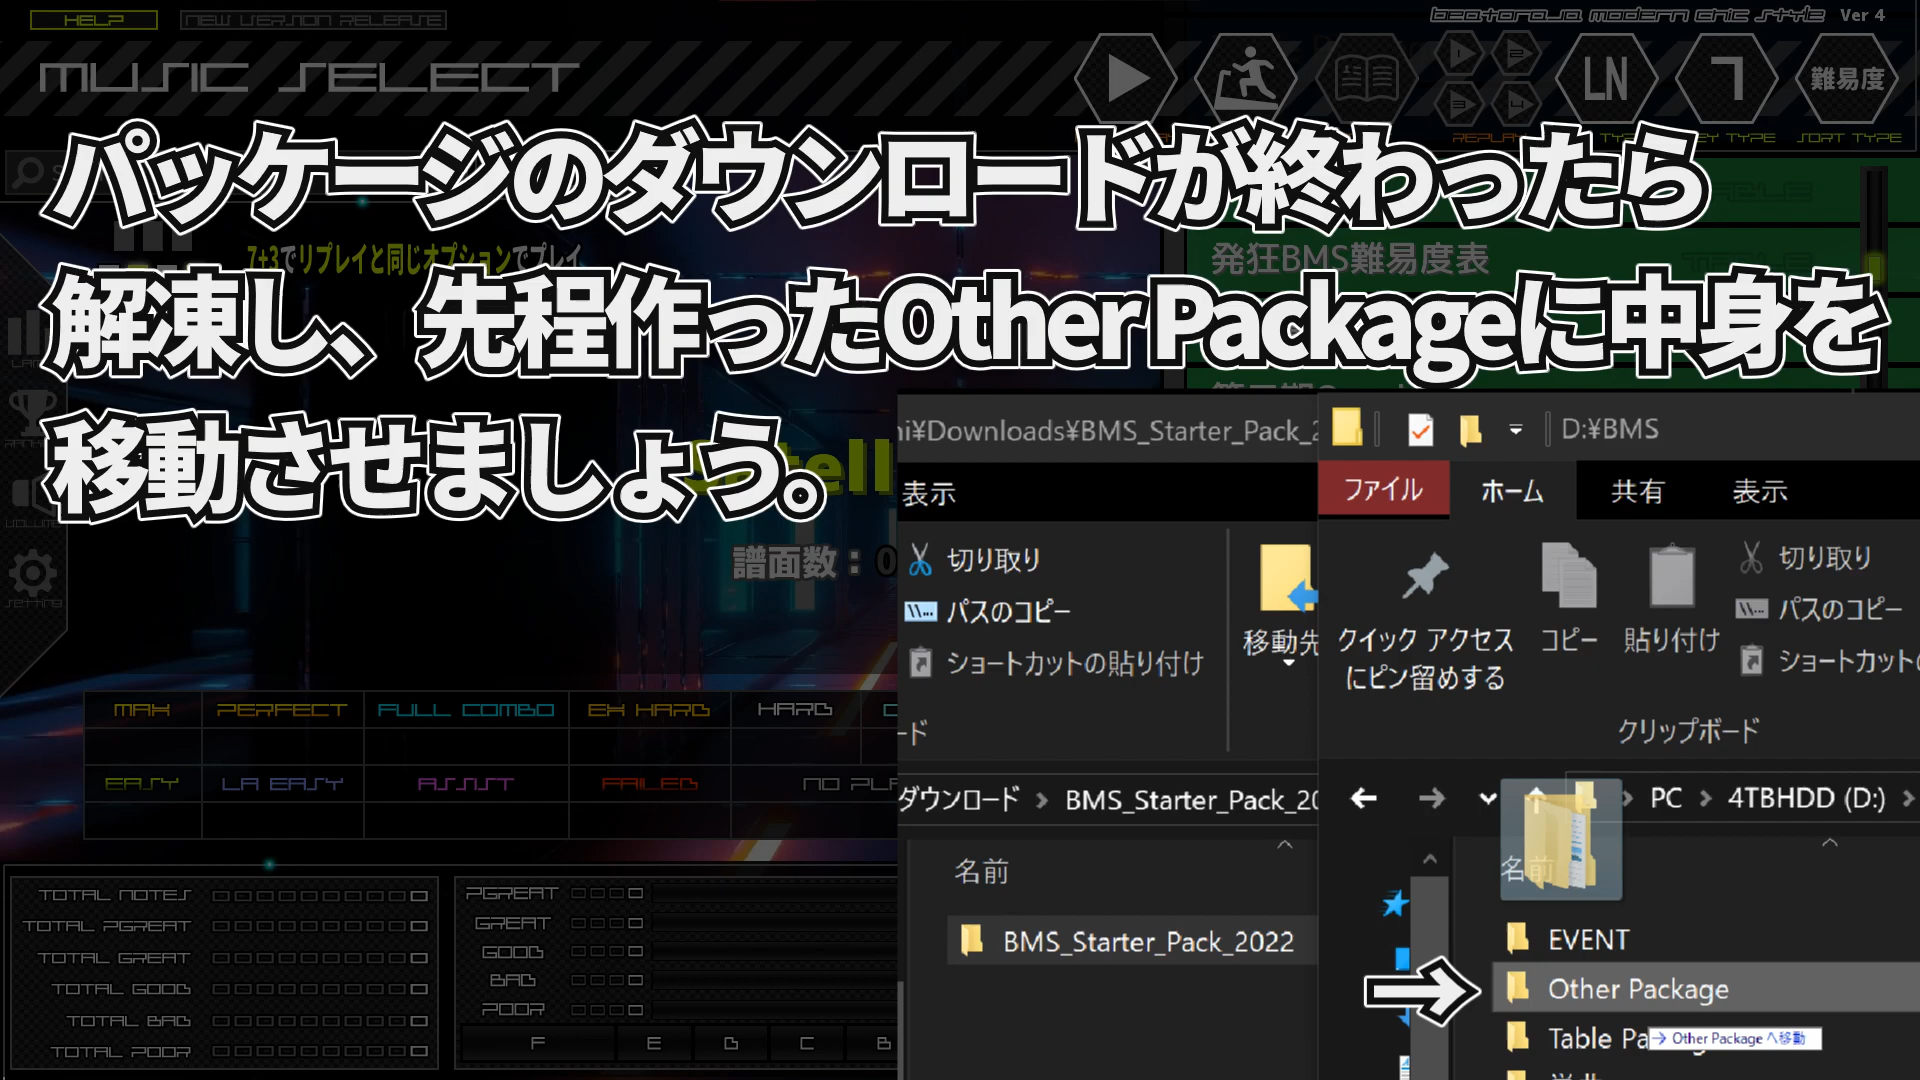 HELP
NEW VERSION RELEASE
beatoraja modern chic style Ver 4
MUSIC SELECT
LN
7
難易度
REPLAY
KEY TYPE
SORT TYPE
パッケージのダウンロードが終わったら
解凍し、先程作ったOther Packageに中身を
移動させましょう。
7+3でリプレイと同じオプションでプレイ
発狂BMS難易度表
譜面数：0
VOLUME
SETTING
MAX
PERFECT
FULL COMBO
EX HARD
HARD
EASY
LA EASY
ASSIST
FAILED
NO PLA
TOTAL NOTES
TOTAL PGREAT
TOTAL GREAT
TOTAL GOOD
TOTAL BAD
TOTAL POOR
PGREAT
GREAT
GOOD
BAD
POOR
F E D C B
ni¥Downloads¥BMS_Starter_Pack_2
表示
切り取り
パスのコピー
ショートカットの貼り付け
移動先
ード
ダウンロード › BMS_Starter_Pack_20
名前
BMS_Starter_Pack_2022
D:¥BMS
ファイル ホーム 共有 表示
クイック アクセス
にピン留めする
コピー
貼り付け
切り取り
パスのコピー
ショートカットの
クリップボード
› PC › 4TBHDD (D:) ›
名前
EVENT
Other Package
Table Pa
→ Other Package へ移動